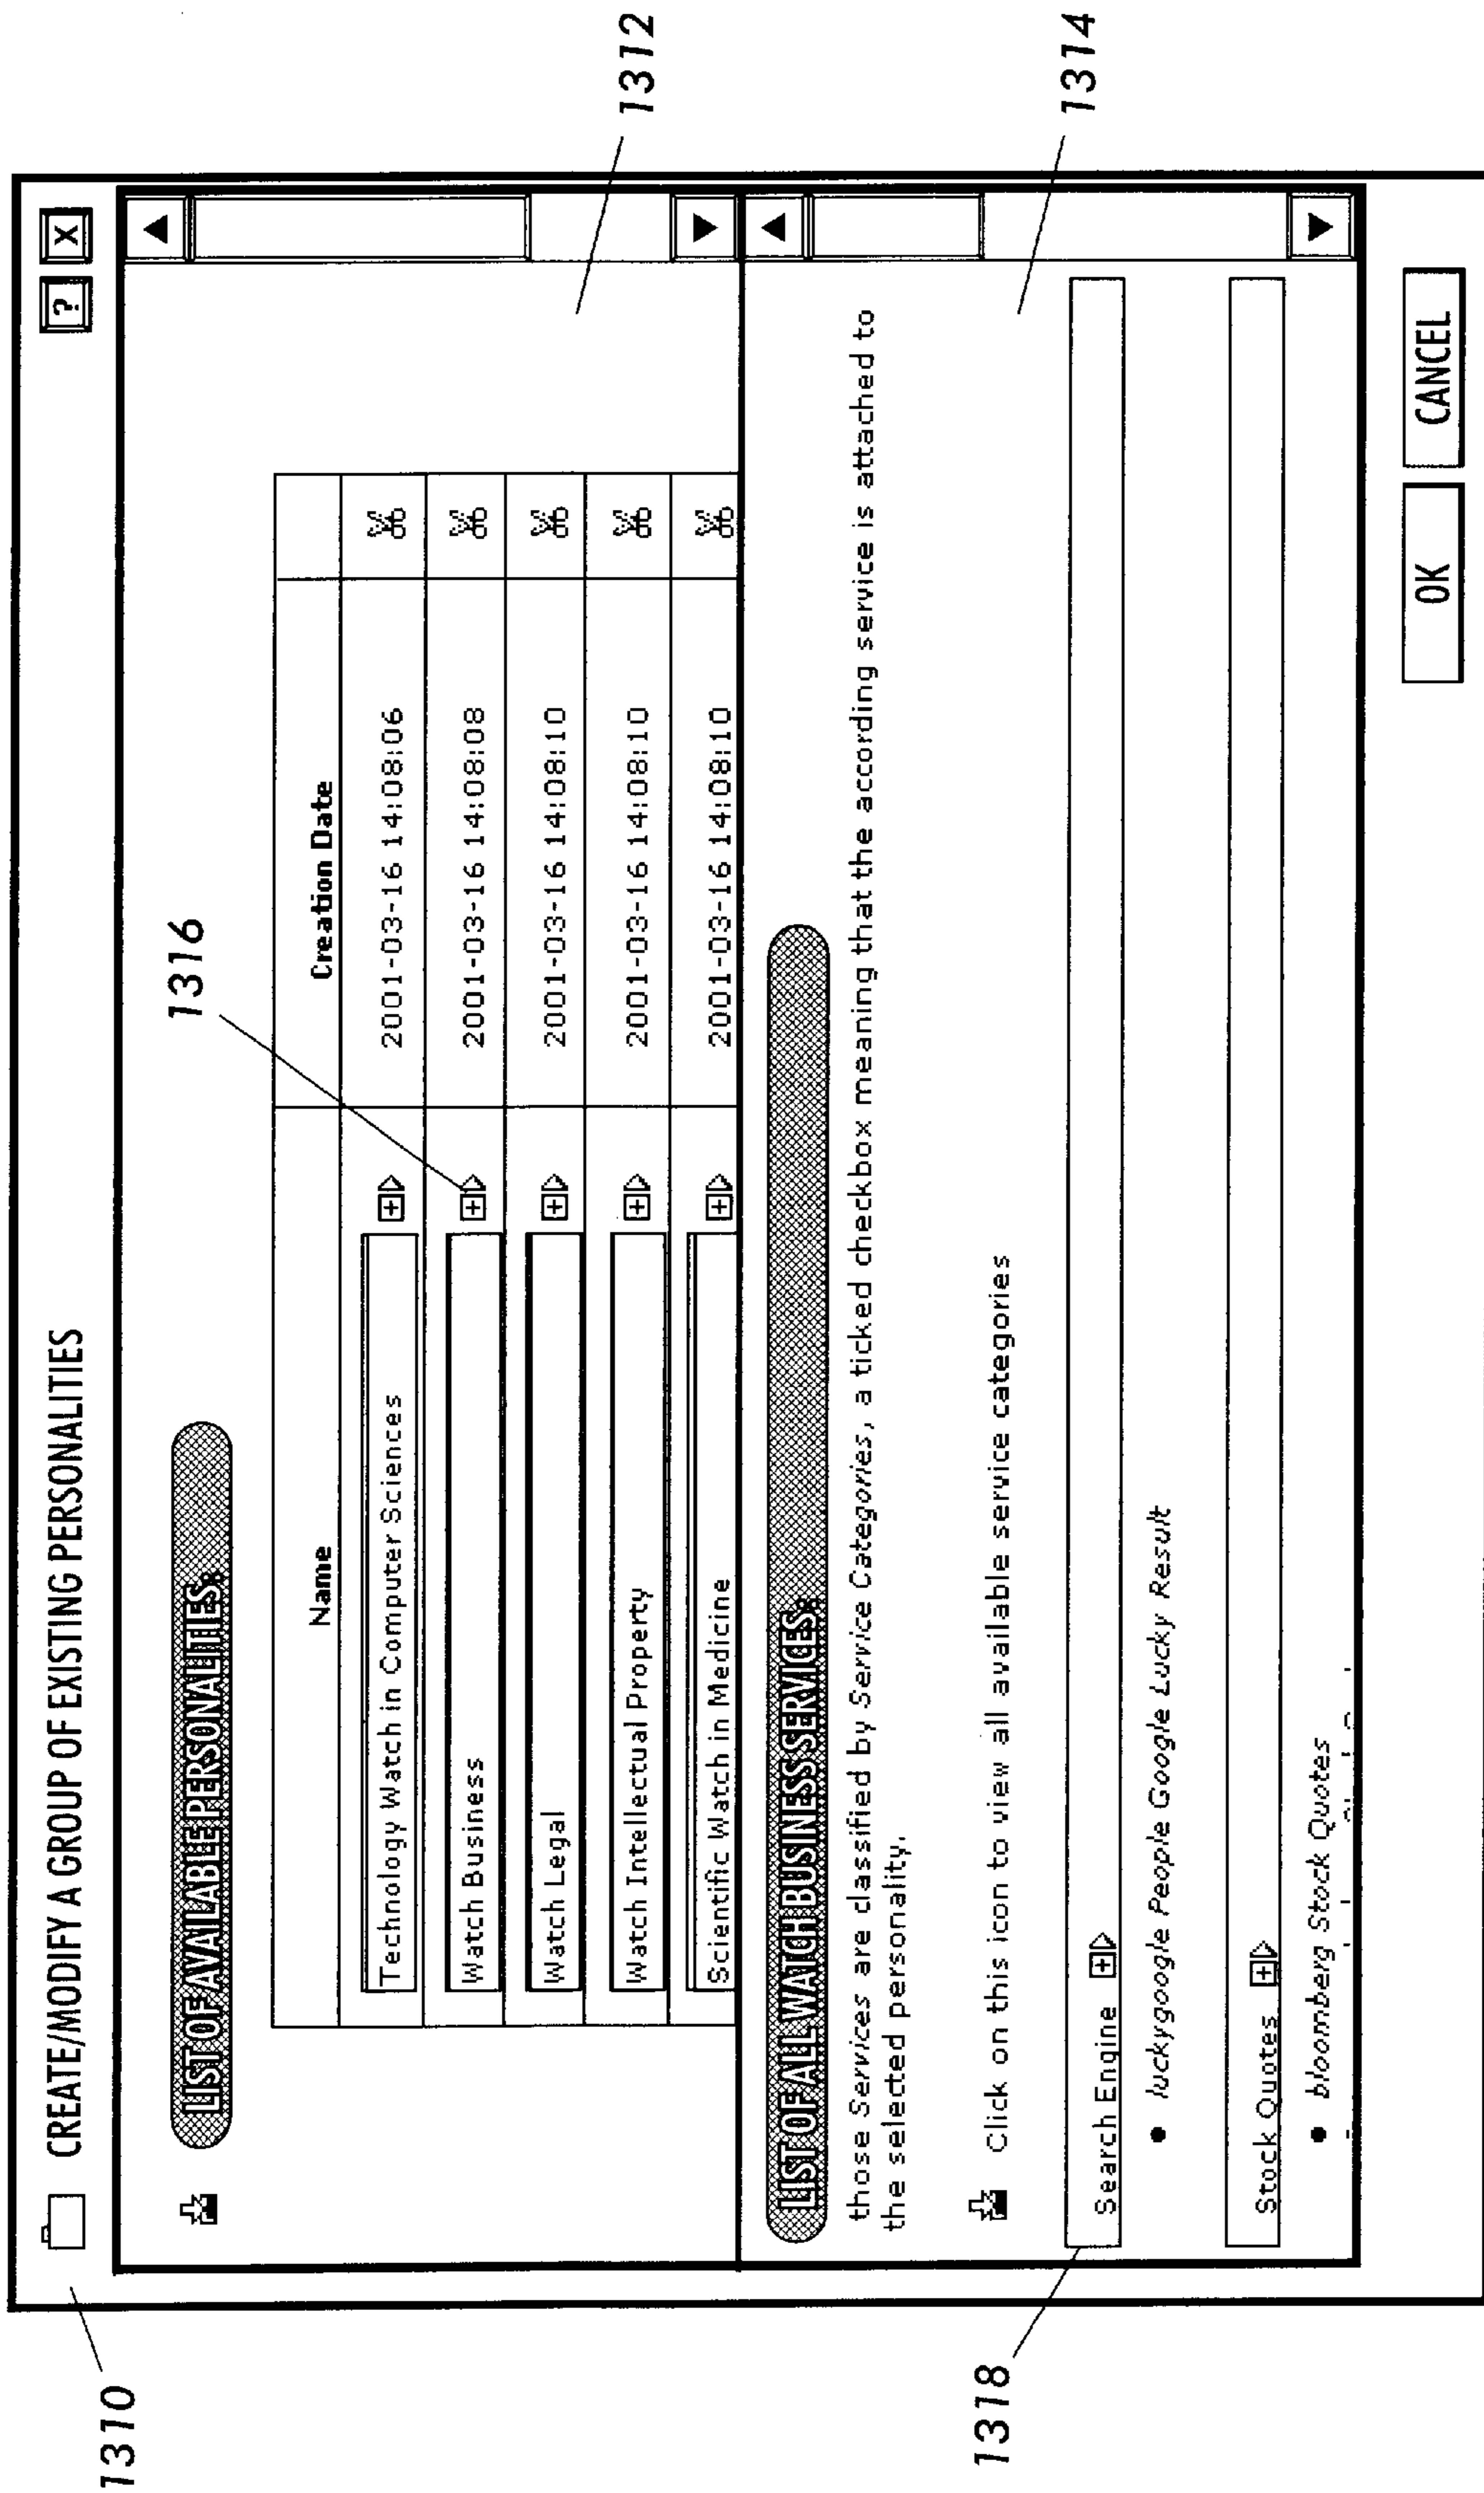 1310
CREATE/MODIFY A GROUP OF EXISTING PERSONALITIES
? X
LIST OF AVAILABLE PERSONALITIES:
1316
Name Creation Date
Technology Watch in Computer Sciences 2001-03-16 14:08:06
Watch Business 2001-03-16 14:08:08
Watch Legal 2001-03-16 14:08:10
Watch Intellectual Property 2001-03-16 14:08:10
Scientific Watch in Medicine 2001-03-16 14:08:10
1312
LIST OF ALL WATCH BUSINESS SERVICES:
those Services are classified by Service Categories, a ticked checkbox meaning that the according service is attached to
the selected personality.
Click on this icon to view all available service categories
1314
1318
Search Engine
• luckygoogle People Google Lucky Result
Stock Quotes
• bloomberg Stock Quotes
OK CANCEL